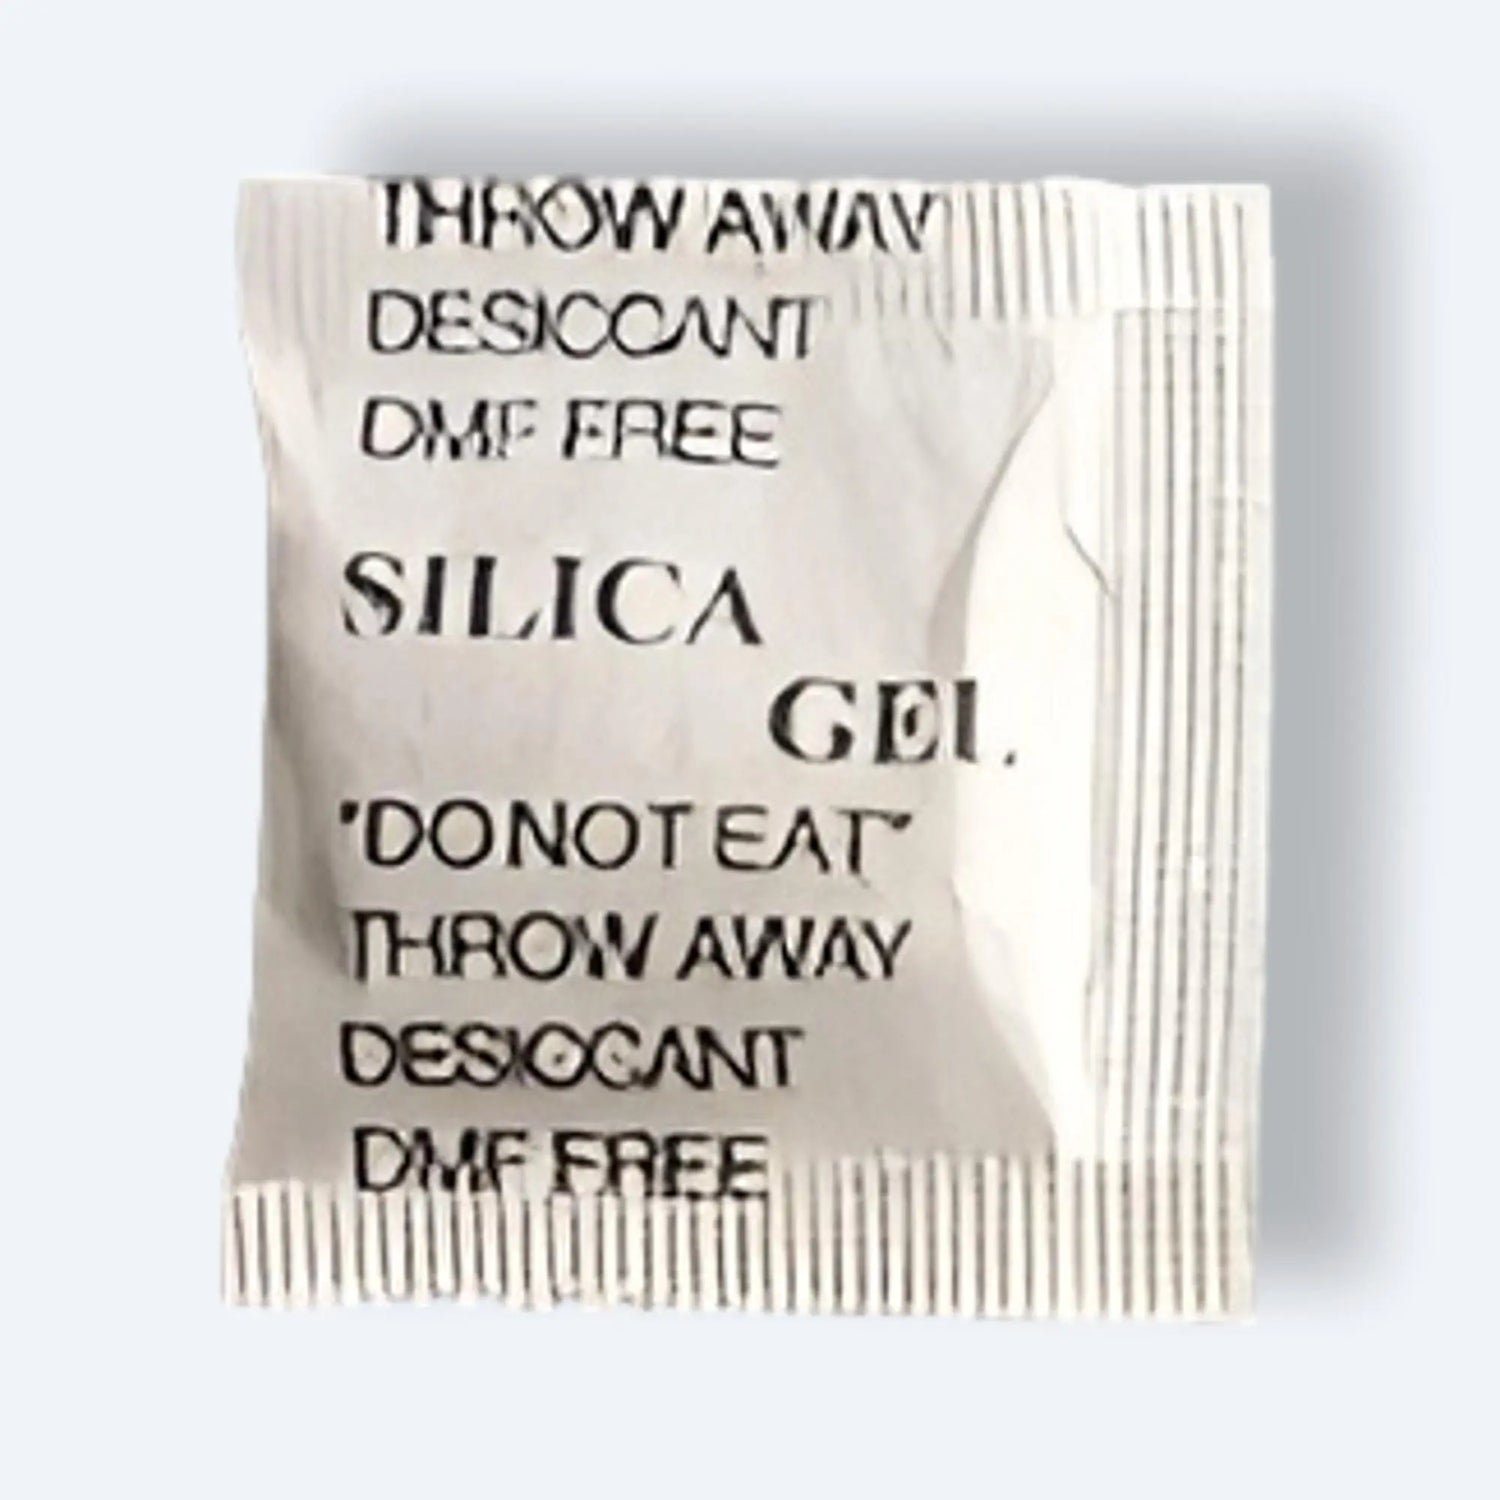 THROW AWAY
DESICCANT
DMF FREE
SILICA
GEL.
"DO NOT EAT"
THROW AWAY
DESICCANT
DMF FREE